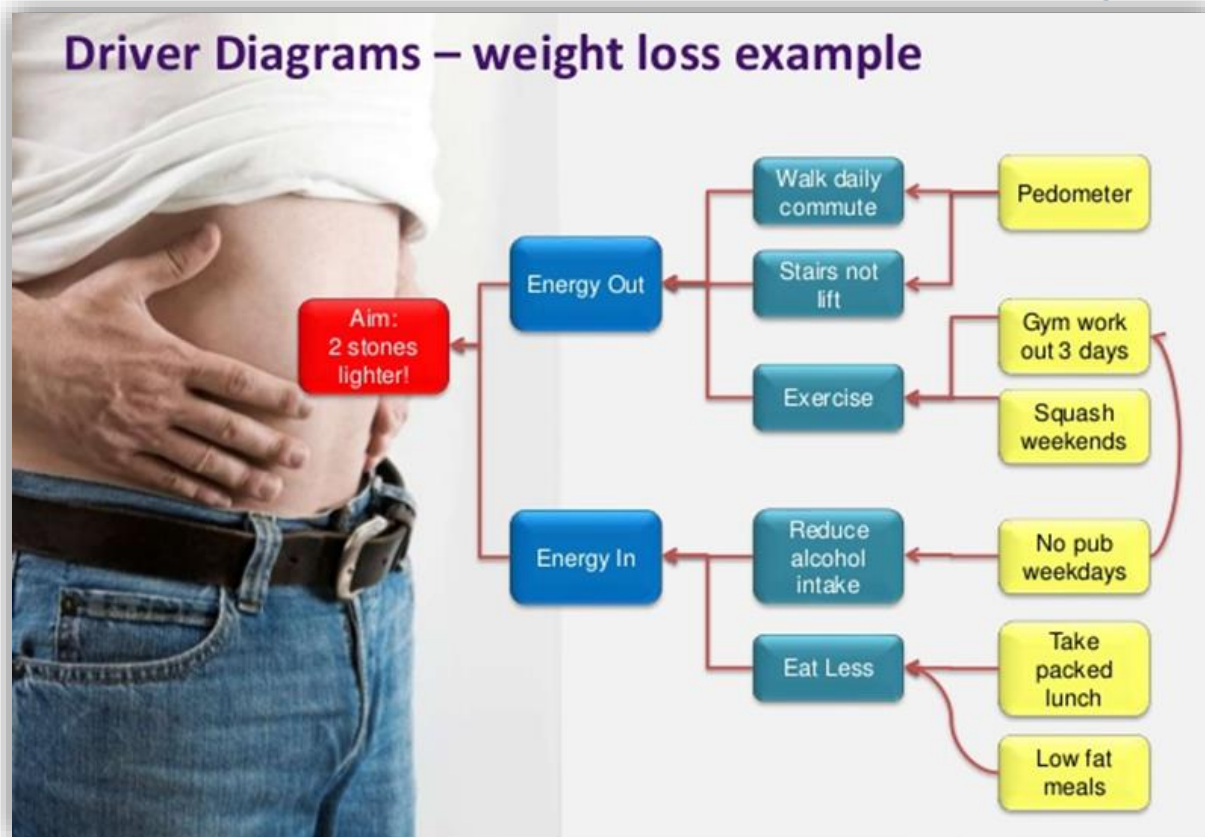 Driver Diagrams – weight loss example
Aim:
2 stones
lighter!
Energy Out
Energy In
Walk daily
commute
Stairs not
lift
Exercise
Reduce
alcohol
intake
Eat Less
Pedometer
Gym work
out 3 days
Squash
weekends
No pub
weekdays
Take
packed
lunch
Low fat
meals